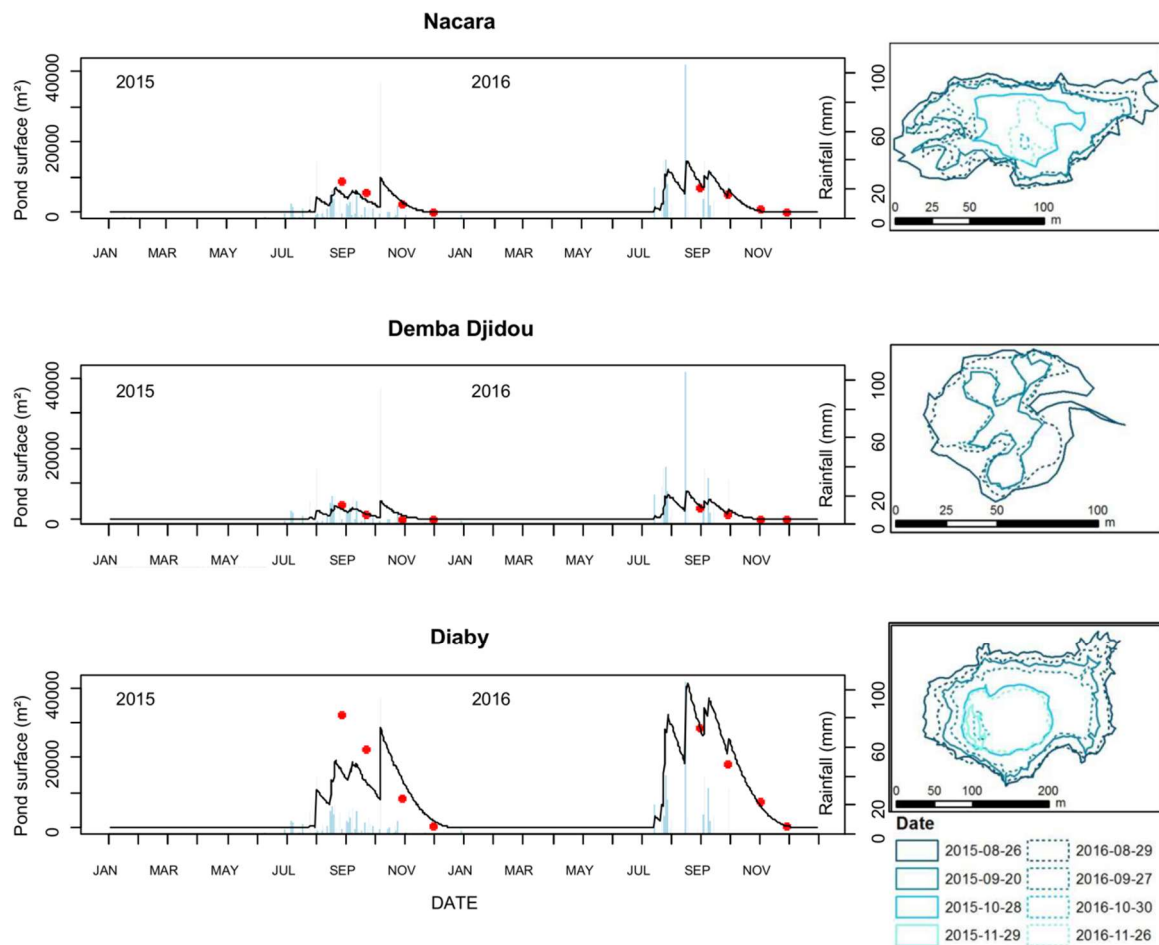 Nacara
Pond surface (m²)
40000
20000
0
2015
2016
Rainfall (mm)
100
60
20
JAN MAR MAY JUL SEP NOV JAN MAR MAY JUL SEP NOV
0 25 50 100
m
Demba Djidou
Pond surface (m²)
40000
20000
0
2015
2016
Rainfall (mm)
100
60
20
0
JAN MAR MAY JUL SEP NOV JAN MAR MAY JUL SEP NOV
0 25 50 100
m
Diaby
Pond surface (m²)
40000
20000
0
2015
2016
Rainfall (mm)
100
60
20
0
JAN MAR MAY JUL SEP NOV JAN MAR MAY JUL SEP NOV
DATE
0 50 100 200
m
Date
2015-08-26 2016-08-29
2015-09-20 2016-09-27
2015-10-28 2016-10-30
2015-11-29 2016-11-26